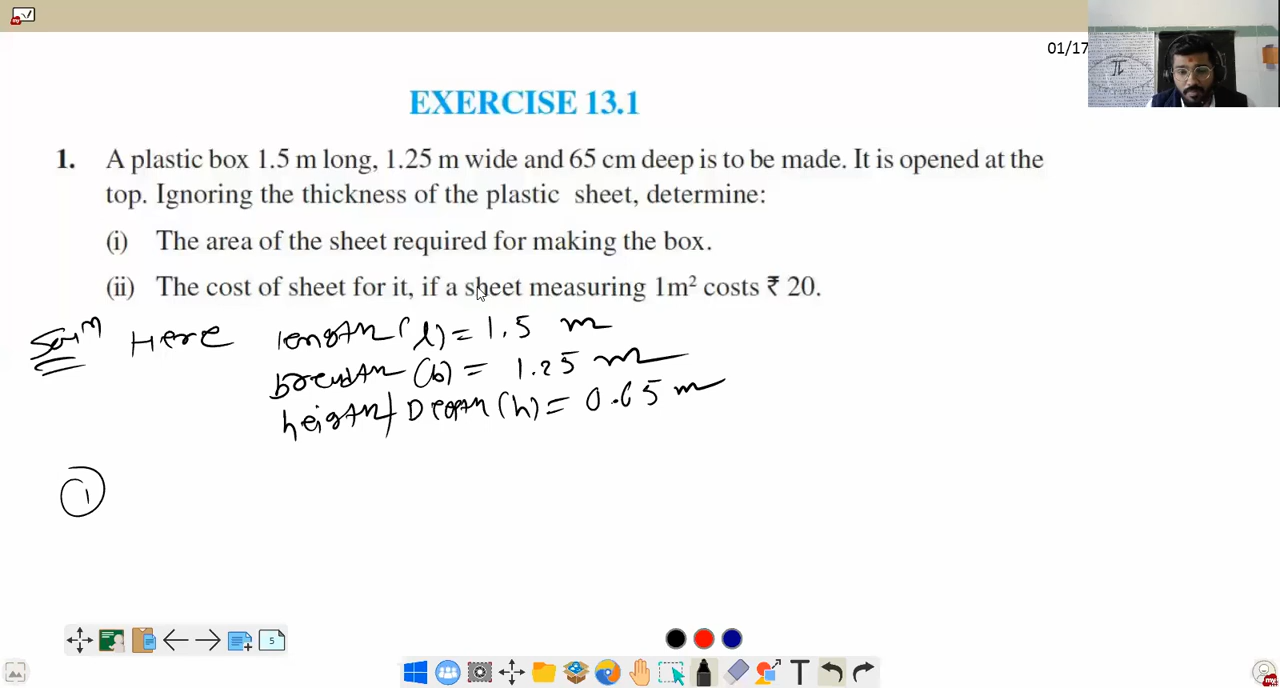 01/17
EXERCISE 13.1
1. A plastic box 1.5 m long, 1.25 m wide and 65 cm deep is to be made. It is opened at the
top. Ignoring the thickness of the plastic sheet, determine:
(i) The area of the sheet required for making the box.
(ii) The cost of sheet for it, if a sheet measuring 1m² costs ₹ 20.
Solⁿ Here length (l) = 1.5 m
breadth (b) = 1.25 m
height/Depth (h) = 0.65 m
1
5
T
π